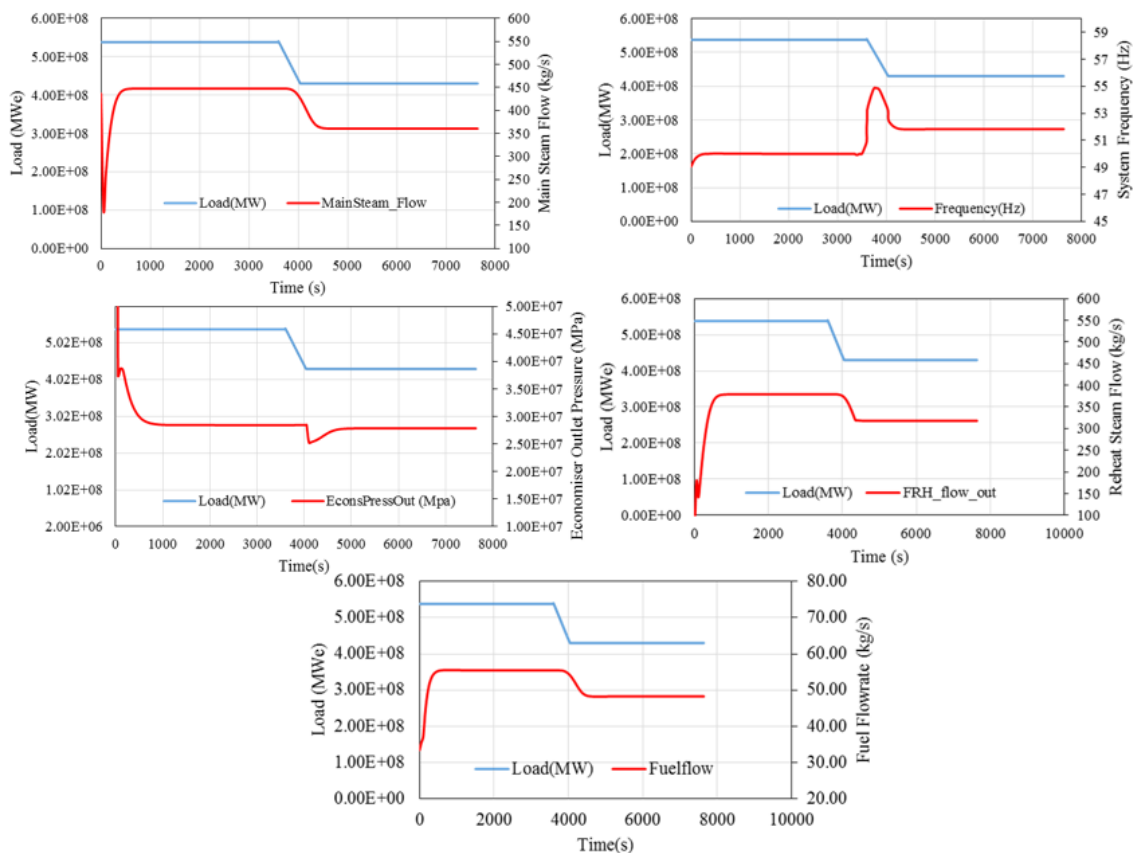 6.00E+08
5.00E+08
4.00E+08
3.00E+08
2.00E+08
1.00E+08
0.00E+00
Load (MWe)
600
550
500
450
400
350
300
250
200
150
100
Main Steam Flow (kg/s)
Load(MW)
MainSteam_Flow
0 1000 2000 3000 4000 5000 6000 7000 8000
Time (s)
6.00E+08
5.00E+08
4.00E+08
3.00E+08
2.00E+08
1.00E+08
0.00E+00
Load(MW)
59
58
56
55
53
51
50
49
47
46
45
System Frequency (Hz)
Load(MW)
Frequency(Hz)
0 1000 2000 3000 4000 5000 6000 7000 8000
Time(s)
5.02E+08
4.02E+08
3.02E+08
2.02E+08
1.02E+08
2.00E+06
Load(MW)
5.00E+07
4.50E+07
4.00E+07
3.50E+07
3.00E+07
2.50E+07
2.00E+07
1.50E+07
1.00E+07
Economiser Outlet Pressure (MPa)
Load(MW)
EconsPressOut (Mpa)
0 1000 2000 3000 4000 5000 6000 7000 8000
Time(s)
6.00E+08
5.00E+08
4.00E+08
3.00E+08
2.00E+08
1.00E+08
0.00E+00
Load (MWe)
600
550
500
450
400
350
300
250
200
150
100
Reheat Steam Flow (kg/s)
Load(MW)
FRH_flow_out
0 2000 4000 6000 8000 10000
Time (s)
6.00E+08
5.00E+08
4.00E+08
3.00E+08
2.00E+08
1.00E+08
0.00E+00
Load (MWe)
80.00
70.00
60.00
50.00
40.00
30.00
20.00
Fuel Flowrate (kg/s)
Load(MW)
Fuelflow
0 2000 4000 6000 8000 10000
Time(s)